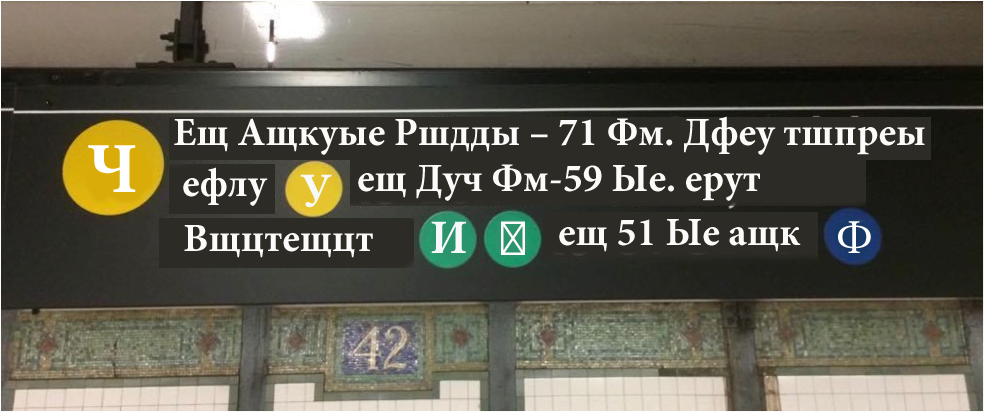 Ч Ещ Ащкуые Ршддды – 71 Фм. Дфеу тшпреы
ефлу У ещ Дуч Фм-59 Ые. ерут
Вщцтещцт И ещ 51 Ые ащк Ф
42